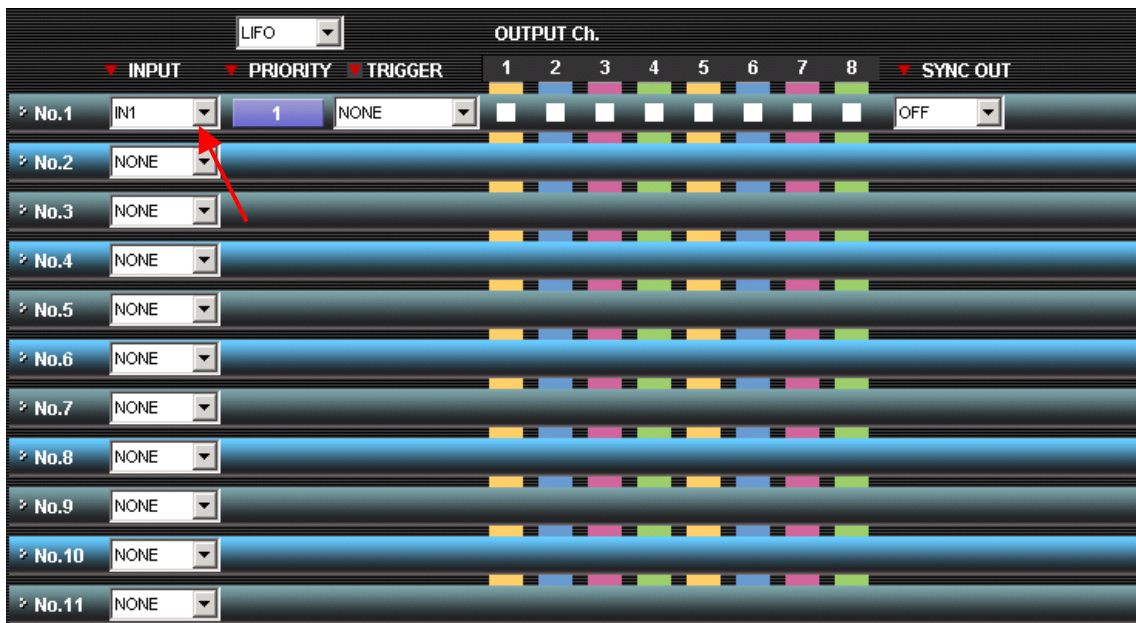 LIFO OUTPUT Ch.
INPUT PRIORITY TRIGGER 1 2 3 4 5 6 7 8 SYNC OUT
No.1 IN1 1 NONE OFF
No.2 NONE
No.3 NONE
No.4 NONE
No.5 NONE
No.6 NONE
No.7 NONE
No.8 NONE
No.9 NONE
No.10 NONE
No.11 NONE